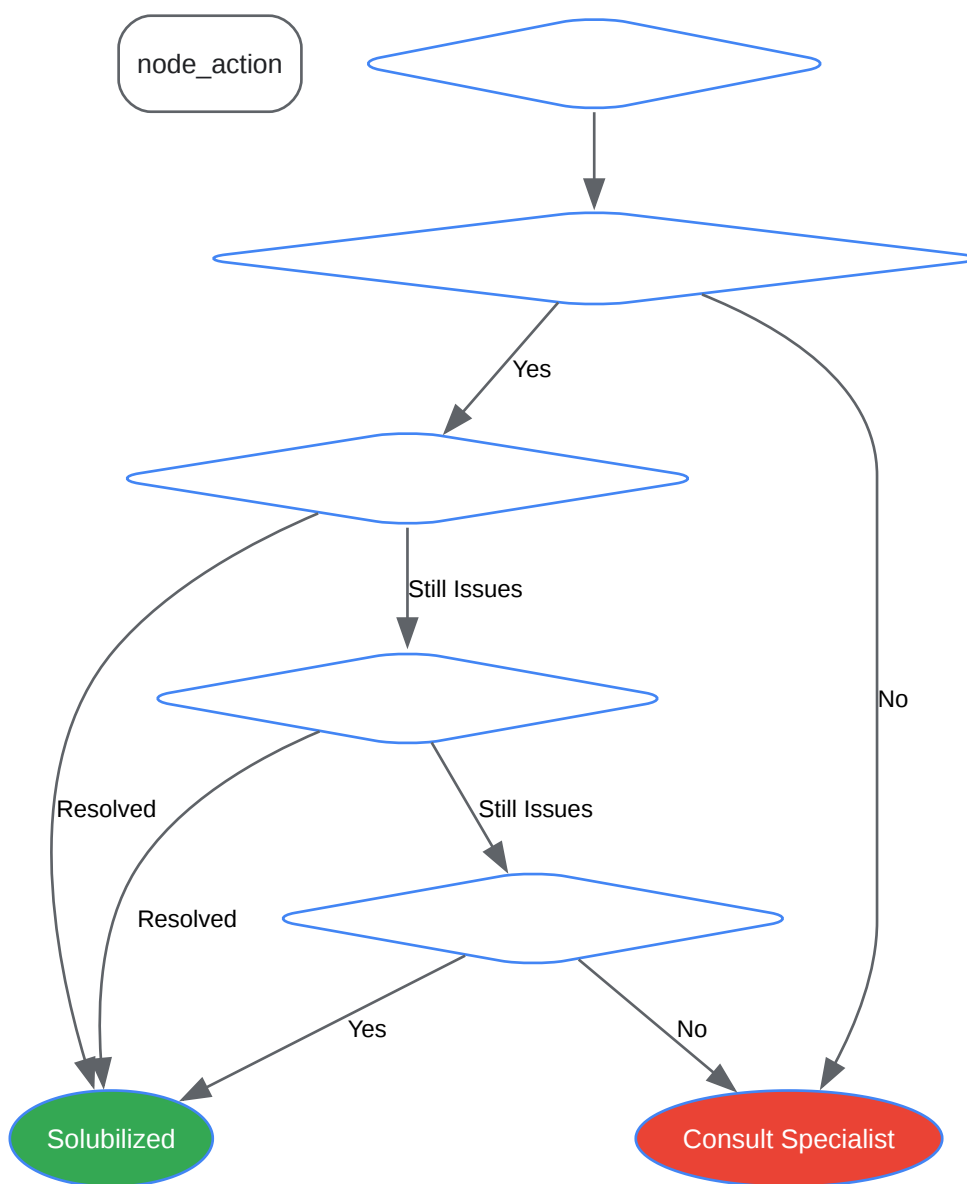 node_action
Yes
Still Issues
No
Resolved
Still Issues
Resolved
Yes
No
Solubilized
Consult Specialist